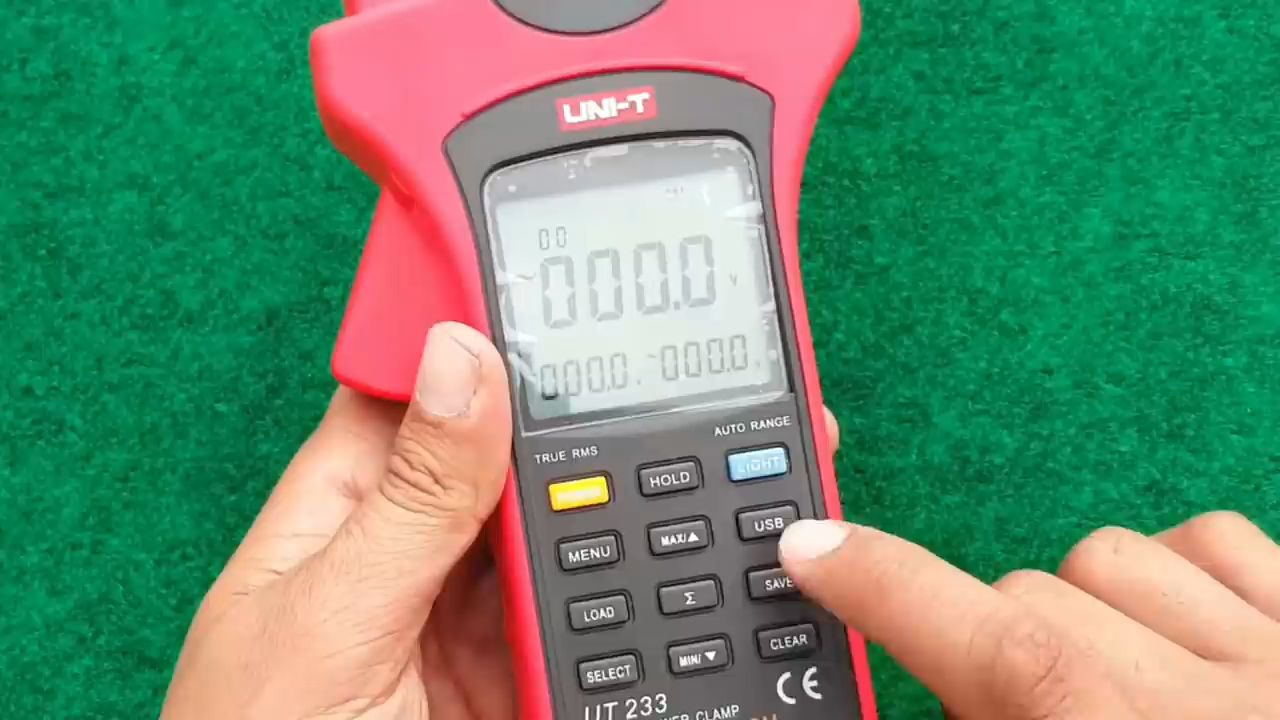 UNI-T
00
000.0 v
000.0 ~000.0
AUTO RANGE
TRUE RMS
HOLD
LIGHT
MENU
MAX/▲
USB
LOAD
Σ
SAVE
SELECT
MIN/▼
CLEAR
CE
UT 233
CLAMP